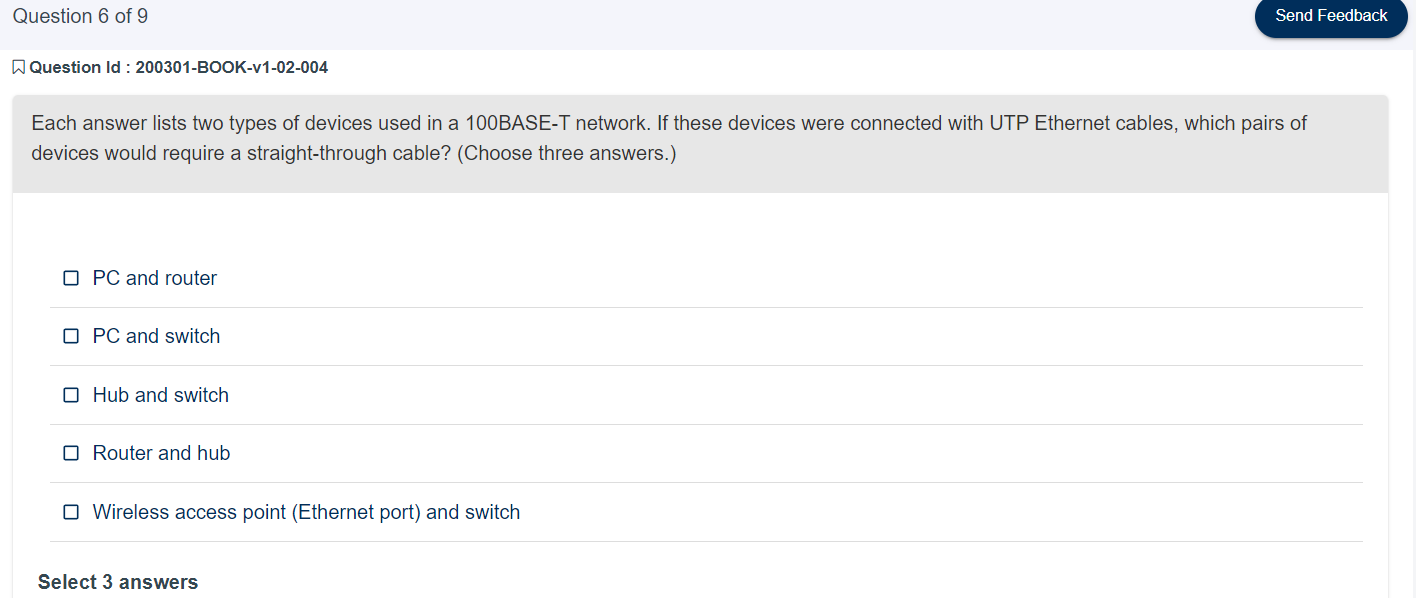 Question 6 of 9
Send Feedback
Question Id : 200301-BOOK-v1-02-004
Each answer lists two types of devices used in a 100BASE-T network. If these devices were connected with UTP Ethernet cables, which pairs of
devices would require a straight-through cable? (Choose three answers.)
PC and router
PC and switch
Hub and switch
Router and hub
Wireless access point (Ethernet port) and switch
Select 3 answers